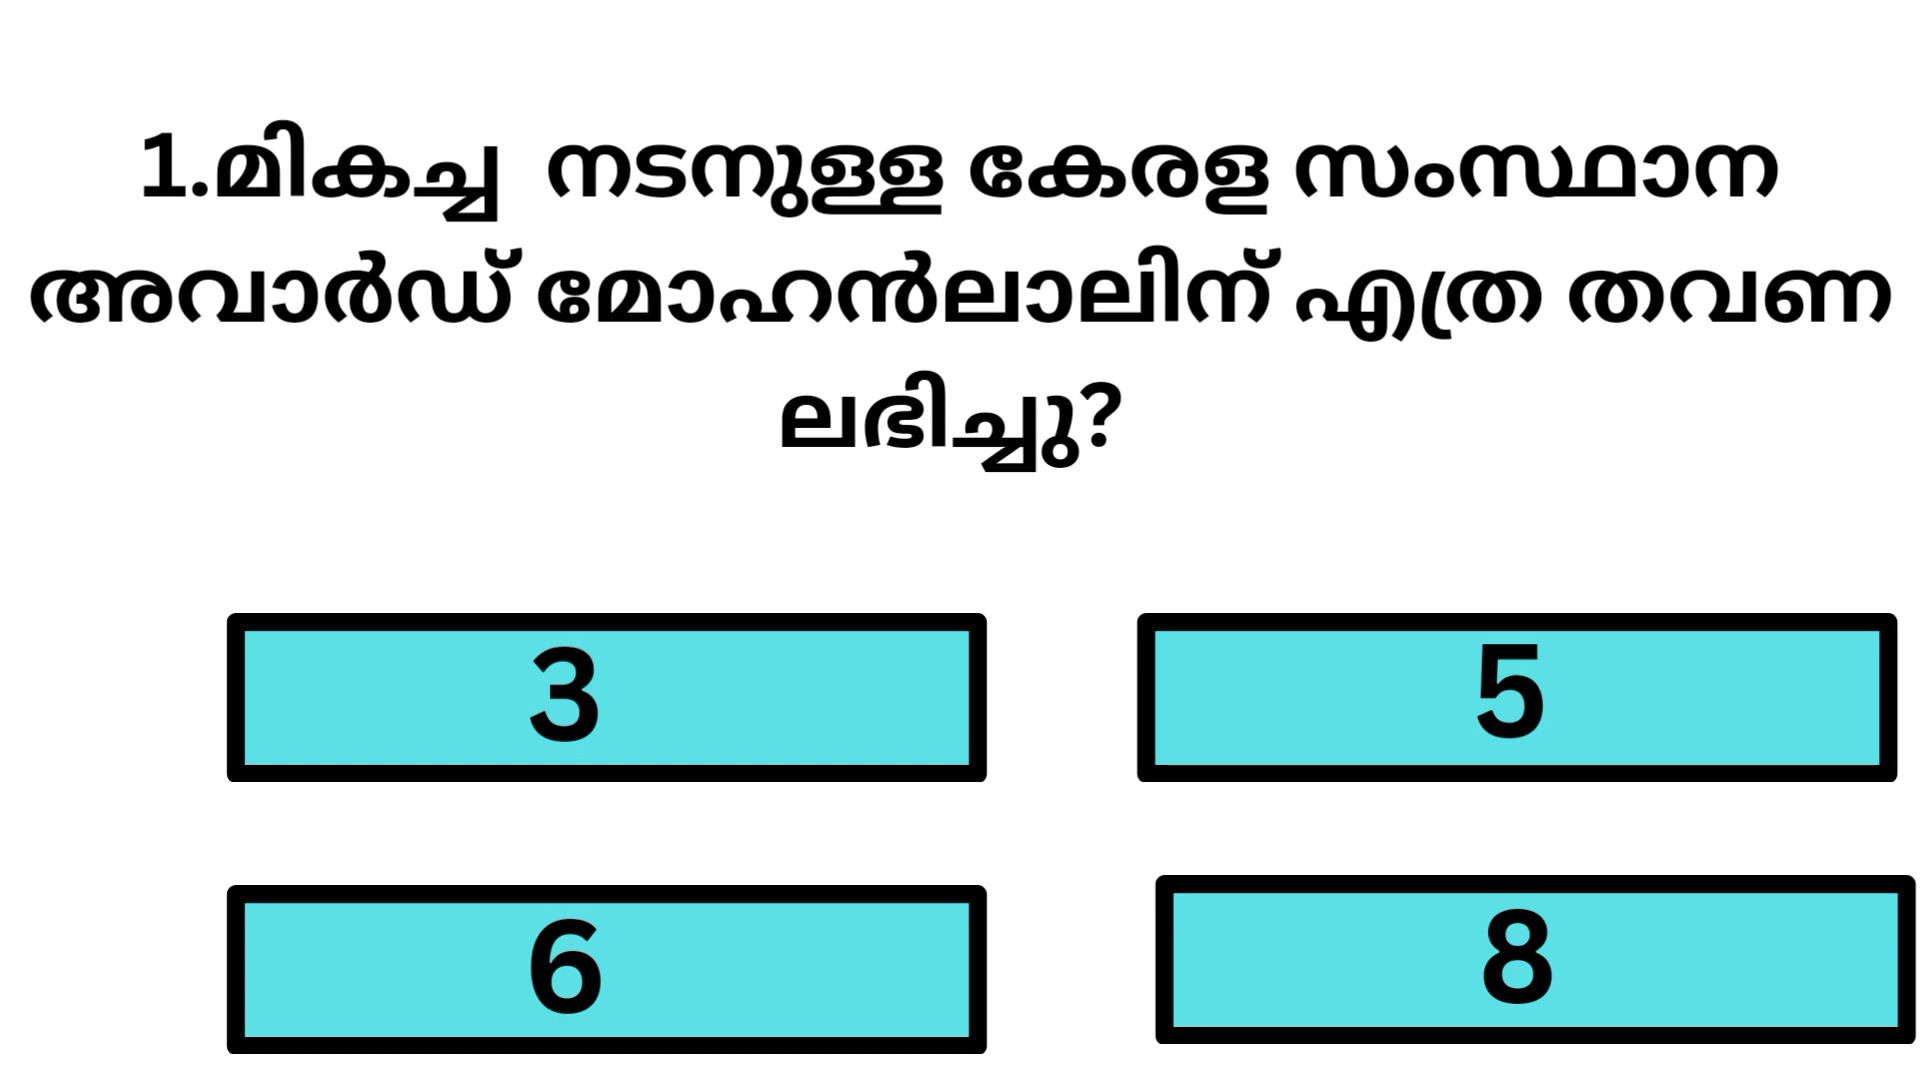 1.മികച്ച നടനുള്ള കേരള സംസ്ഥാന
അവാർഡ് മോഹൻലാലിന് എത്ര തവണ
ലഭിച്ചു?
3
5
6
8